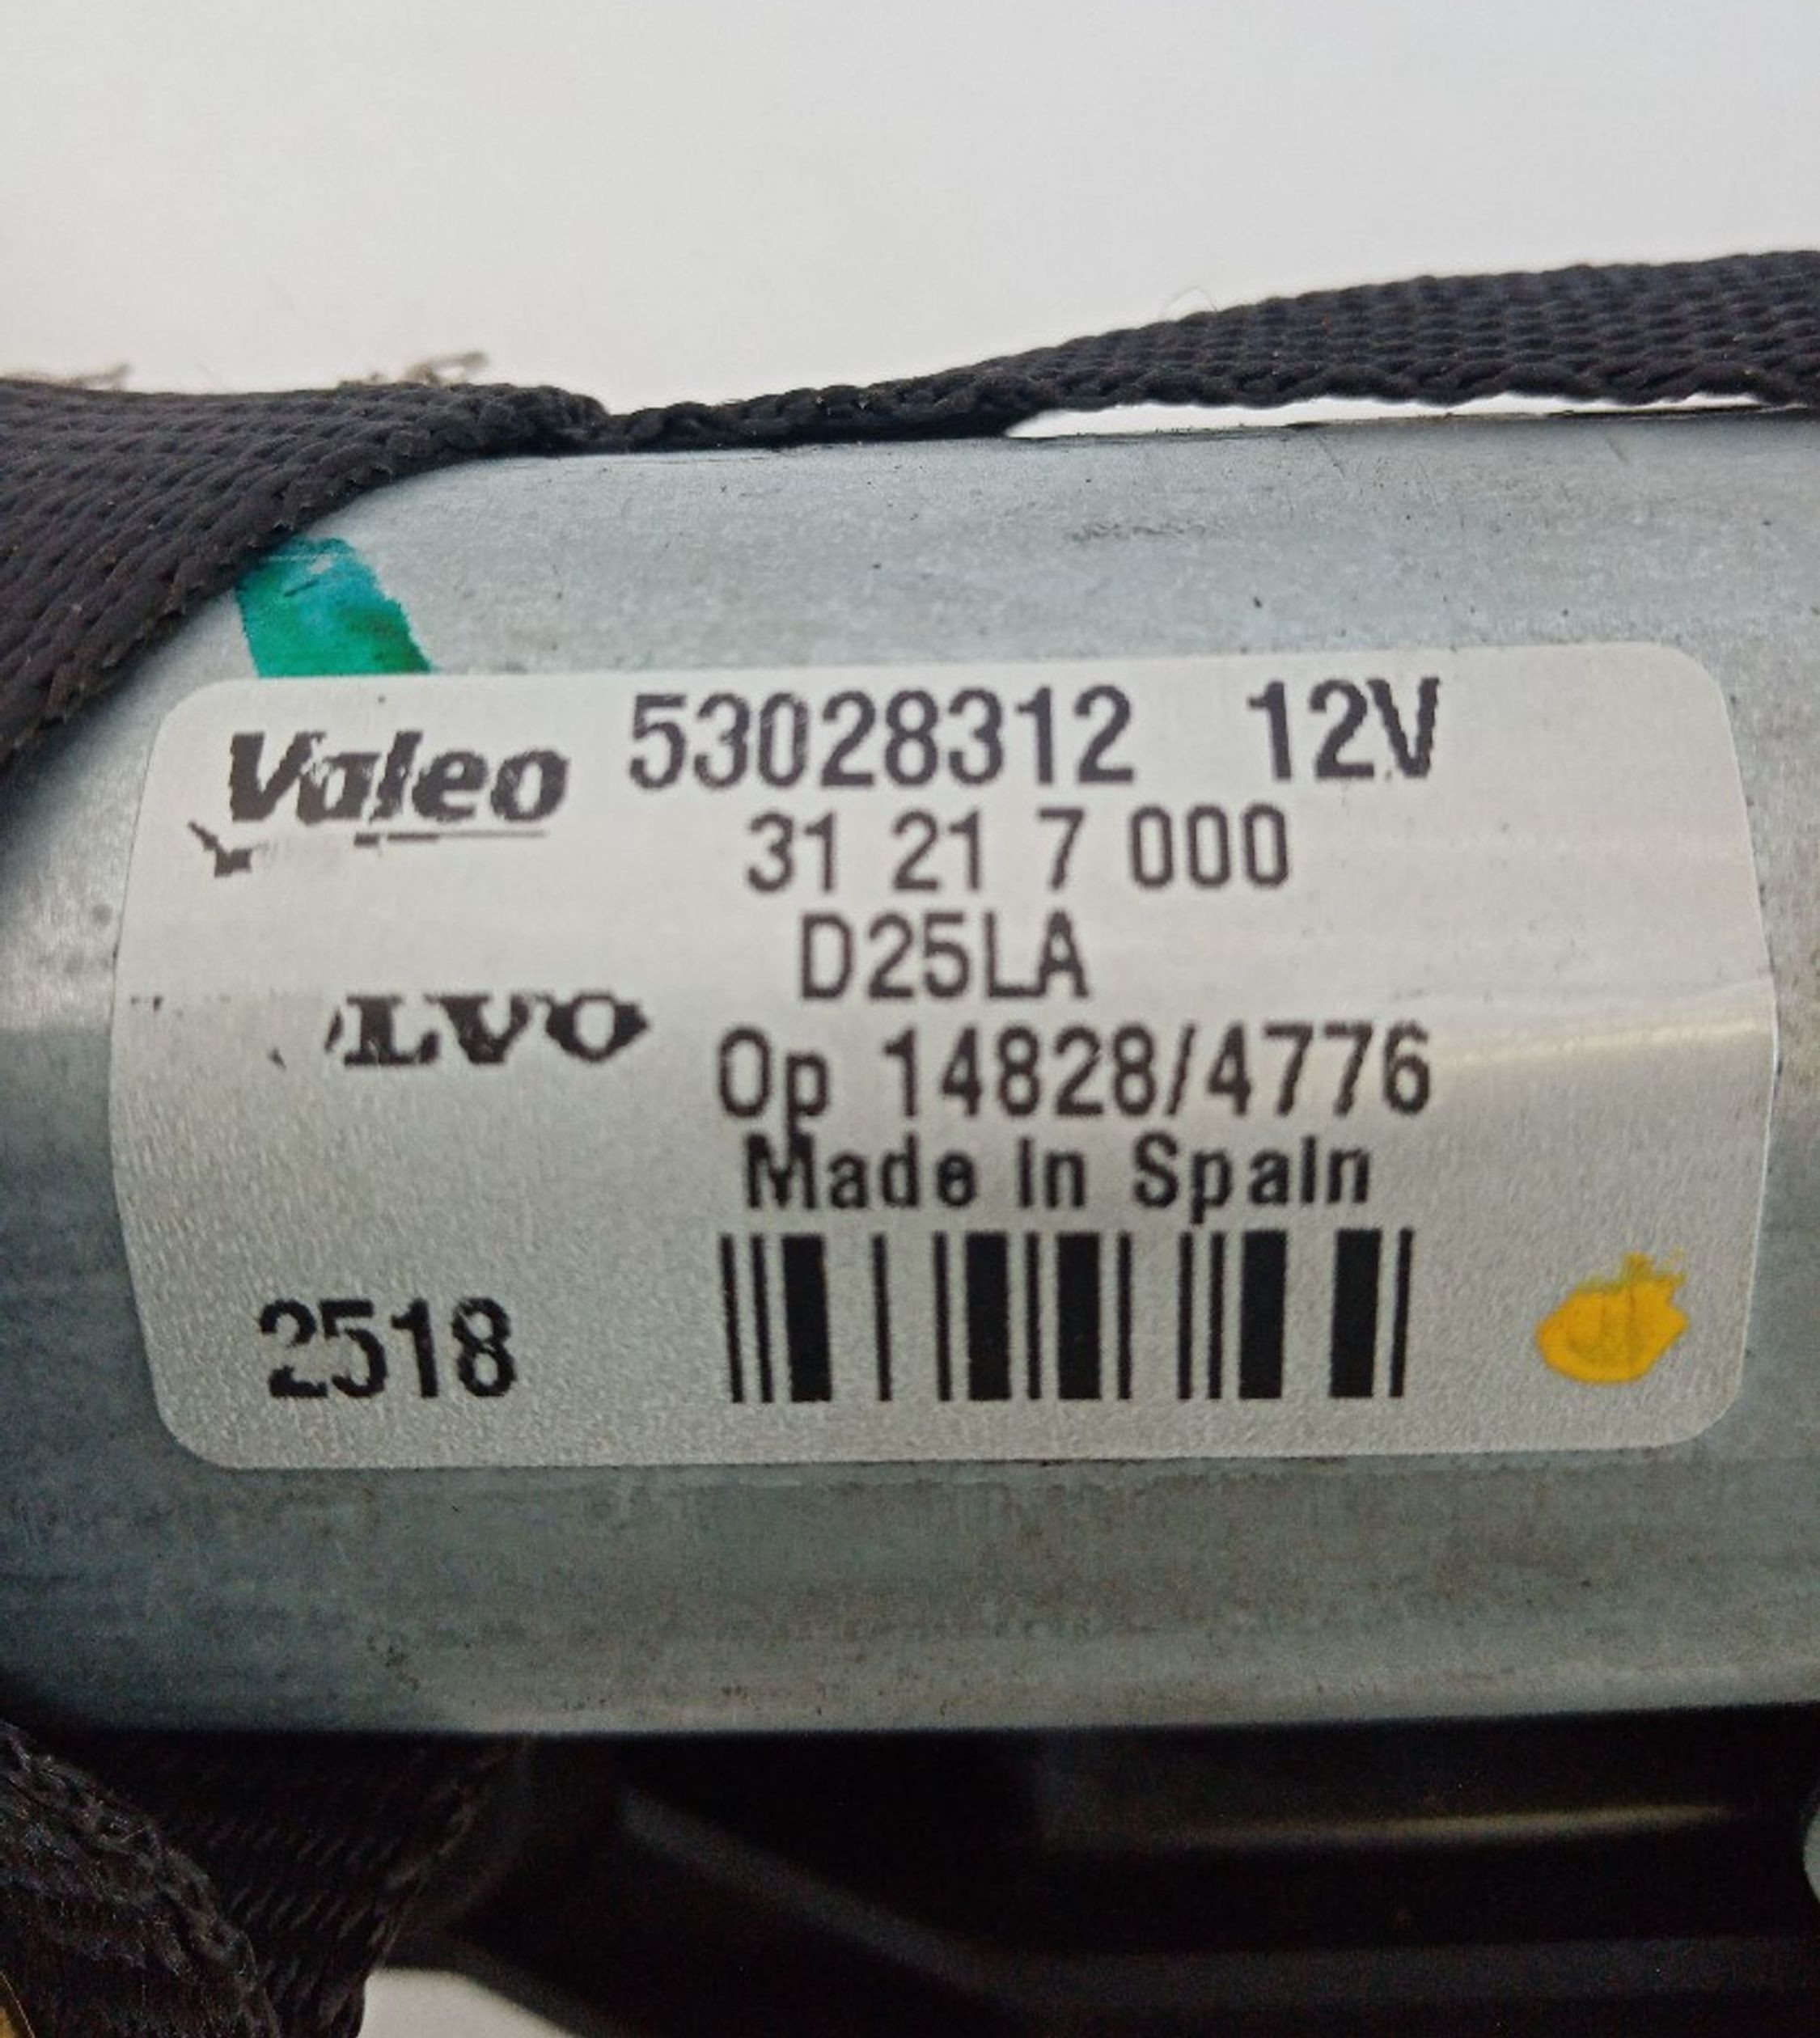 Valeo 53028312 12V
31 21 7 000
D25LA
LVO
Op 14828/4776
Made In Spain
2518